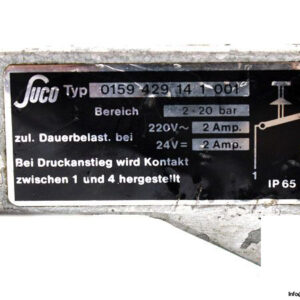 Suco Typ 0159 429 14 1 001
Bereich 2-20 bar
220V~ 2 Amp.
zul. Dauerbelast. bei
24V= 2 Amp.
Bei Druckanstieg wird Kontakt
zwischen 1 und 4 hergestellt
1
IP 65